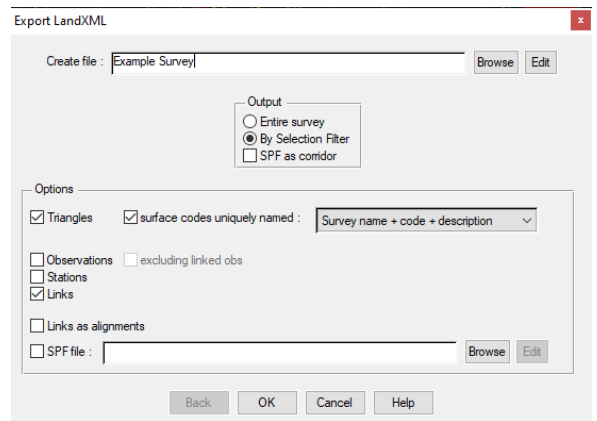 Export LandXML x
Create file : Example Survey Browse Edit
Output
Entire survey
By Selection Filter
SPF as corridor
Options
Triangles surface codes uniquely named : Survey name + code + description
Observations excluding linked obs
Stations
Links
Links as alignments
SPF file : Browse Edit
Back OK Cancel Help